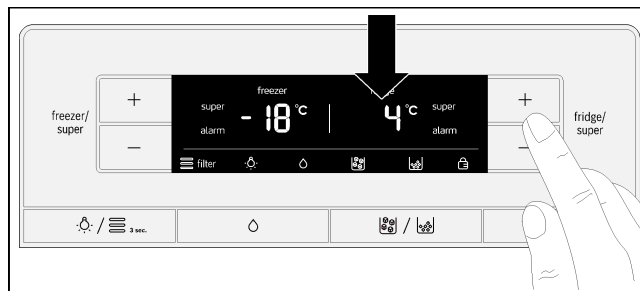 freezer
super
alarm
- 18 °C
4 °C
super
alarm
filter
freezer/
super
+
−
+
−
fridge/
super
/ 3 sec.
/